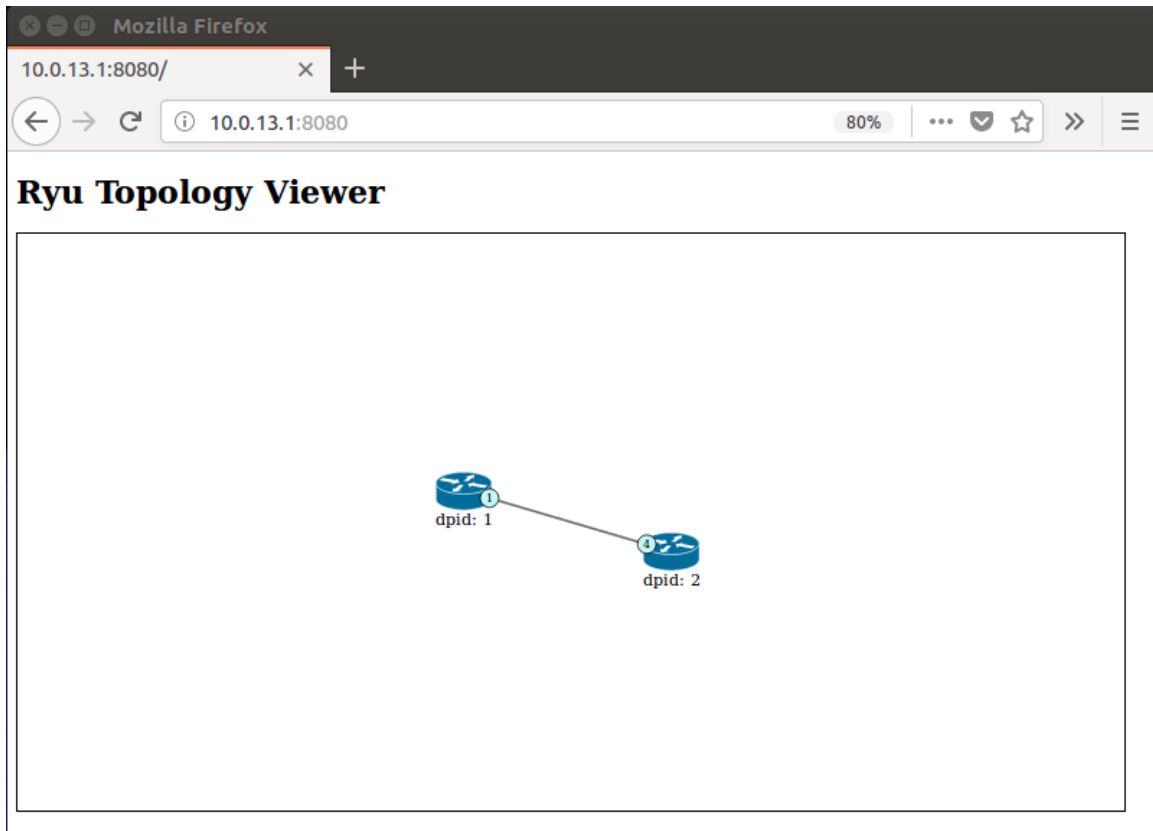 Mozilla Firefox
10.0.13.1:8080/
10.0.13.1:8080 80%
Ryu Topology Viewer
1
dpid: 1
4
dpid: 2